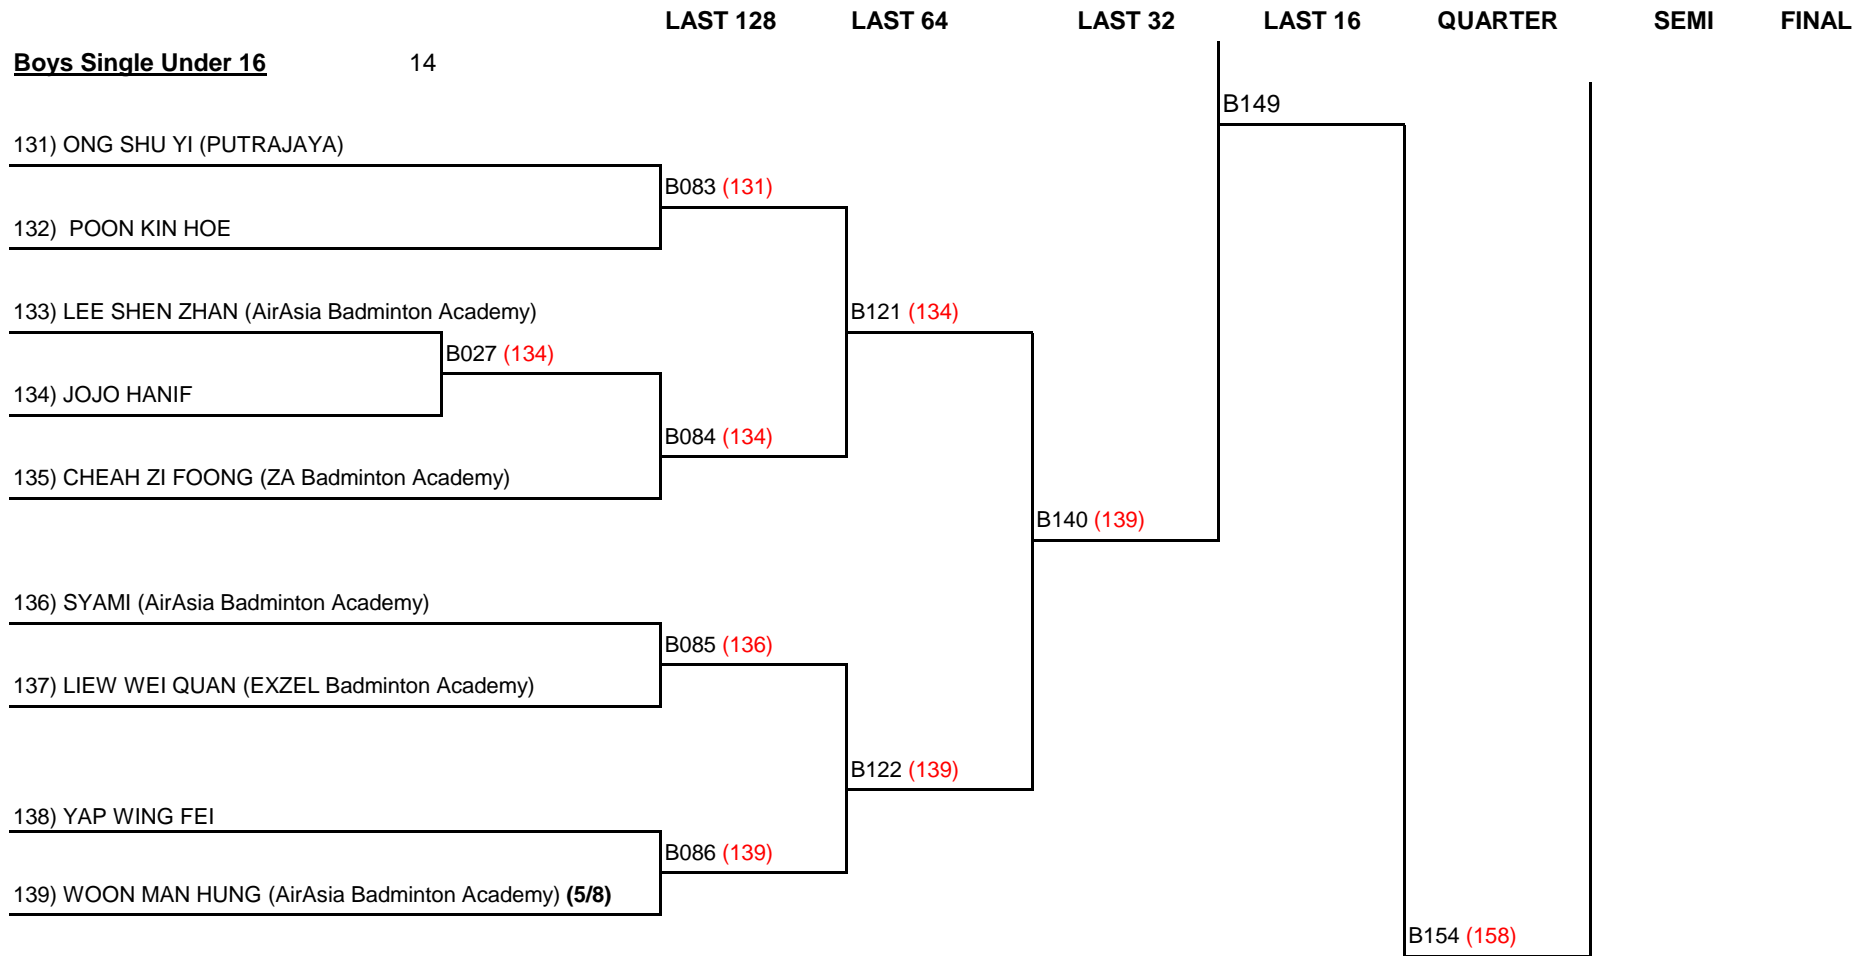 LAST 128 LAST 64 LAST 32 LAST 16 QUARTER SEMI FINAL
Boys Single Under 16 14
B149
131) ONG SHU YI (PUTRAJAYA)
B083 (131)
132) POON KIN HOE
133) LEE SHEN ZHAN (AirAsia Badminton Academy)
B121 (134)
B027 (134)
134) JOJO HANIF
B084 (134)
135) CHEAH ZI FOONG (ZA Badminton Academy)
B140 (139)
136) SYAMI (AirAsia Badminton Academy)
B085 (136)
137) LIEW WEI QUAN (EXZEL Badminton Academy)
B122 (139)
138) YAP WING FEI
B086 (139)
139) WOON MAN HUNG (AirAsia Badminton Academy) (5/8)
B154 (158)